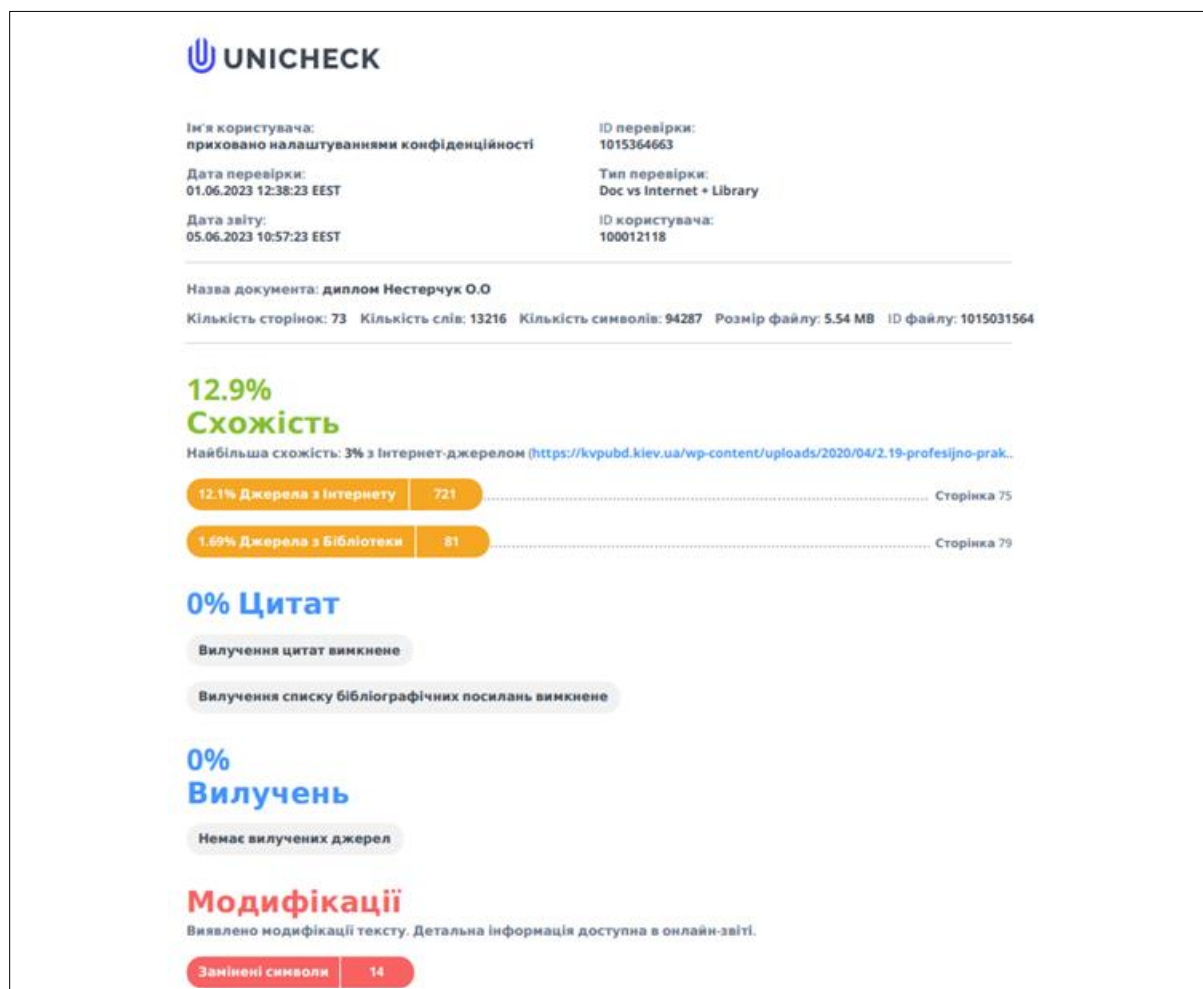 UNICHECK
Ім'я користувача:
приховано налаштуваннями конфіденційності
ID перевірки:
1015364663
Дата перевірки:
01.06.2023 12:38:23 EEST
Тип перевірки:
Doc vs Internet + Library
Дата звіту:
05.06.2023 10:57:23 EEST
ID користувача:
100012118
Назва документа: диплом Нестерчук О.О
Кількість сторінок: 73 Кількість слів: 13216 Кількість символів: 94287 Розмір файлу: 5.54 MB ID файлу: 1015031564
12.9%
Схожість
Найбільша схожість: 3% з Інтернет-джерелом (https://kvpubd.kiev.ua/wp-content/uploads/2020/04/2.19-profesijno-prak..
12.1% Джерела з Інтернету 721 Сторінка 75
1.69% Джерела з Бібліотеки 81 Сторінка 79
0% Цитат
Вилучення цитат вимкнене
Вилучення списку бібліографічних посилань вимкнене
0%
Вилучень
Немає вилучених джерел
Модифікації
Виявлено модифікації тексту. Детальна інформація доступна в онлайн-звіті.
Замінені символи 14